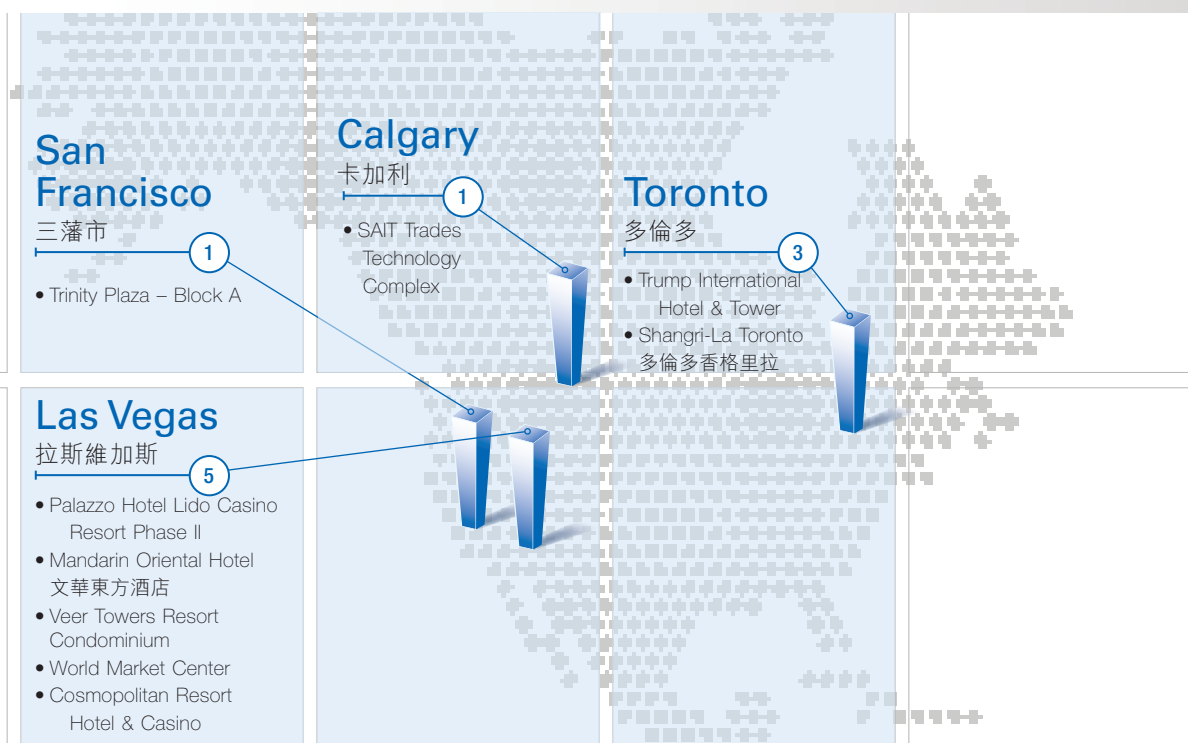 San
Francisco
三藩市
1
• Trinity Plaza – Block A
Calgary
卡加利
1
• SAIT Trades
Technology
Complex
Toronto
多倫多
3
• Trump International
Hotel & Tower
• Shangri-La Toronto
多倫多香格里拉
Las Vegas
拉斯維加斯
5
• Palazzo Hotel Lido Casino
Resort Phase II
• Mandarin Oriental Hotel
文華東方酒店
• Veer Towers Resort
Condominium
• World Market Center
• Cosmopolitan Resort
Hotel & Casino